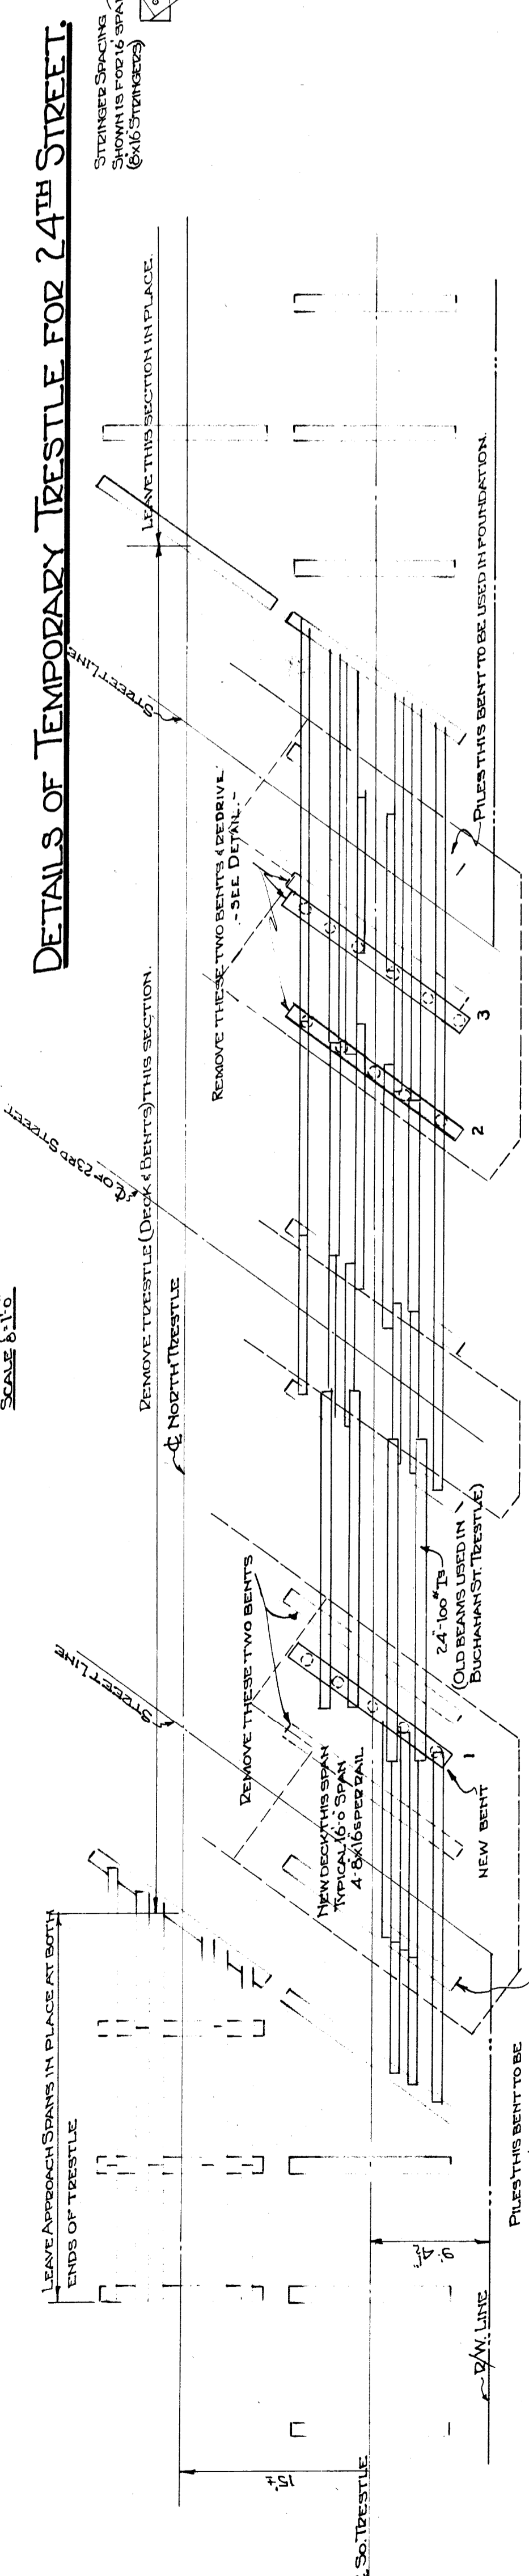 DETAILS OF TEMPORARY TRESTLE FOR 24TH STREET.
STRINGER SPACING
SHOWN IS FOR 16' SPA
(8X16 STRINGERS)
SCALE 1/8"=1'-0"
LEAVE THIS SECTION IN PLACE.
STREET LINE
REMOVE TRESTLE (DECK & BENTS) THIS SECTION.
℄ OF 23RD STREET
℄ NORTH TRESTLE
REMOVE THESE TWO BENTS & REDRIVE
- SEE DETAIL. -
PILES THIS BENT TO BE USED IN FOUNDATION.
3
2
STREET LINE
REMOVE THESE TWO BENTS
24"-100# Is
(OLD BEAMS USED IN
BUCHANAN ST. TRESTLE)
NEW DECK THIS SPAN
TYPICAL 16'-0 SPAN
4-8X16'S PER RAIL
1
NEW BENT
LEAVE APPROACH SPANS IN PLACE AT BOTH
ENDS OF TRESTLE
PILES THIS BENT TO BE
9'-4½"
R/W. LINE
SO. TRESTLE